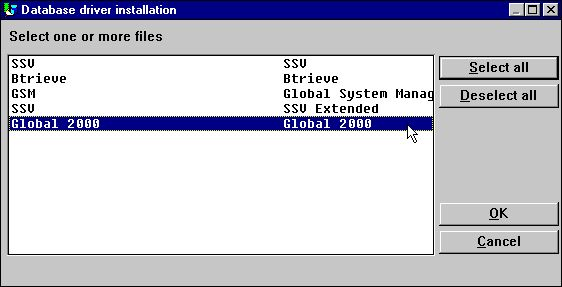 Database driver installation
Select one or more files
SSV SSV
Btrieve Btrieve
GSM Global System Manag
SSV SSV Extended
Global 2000 Global 2000
Select all
Deselect all
OK
Cancel